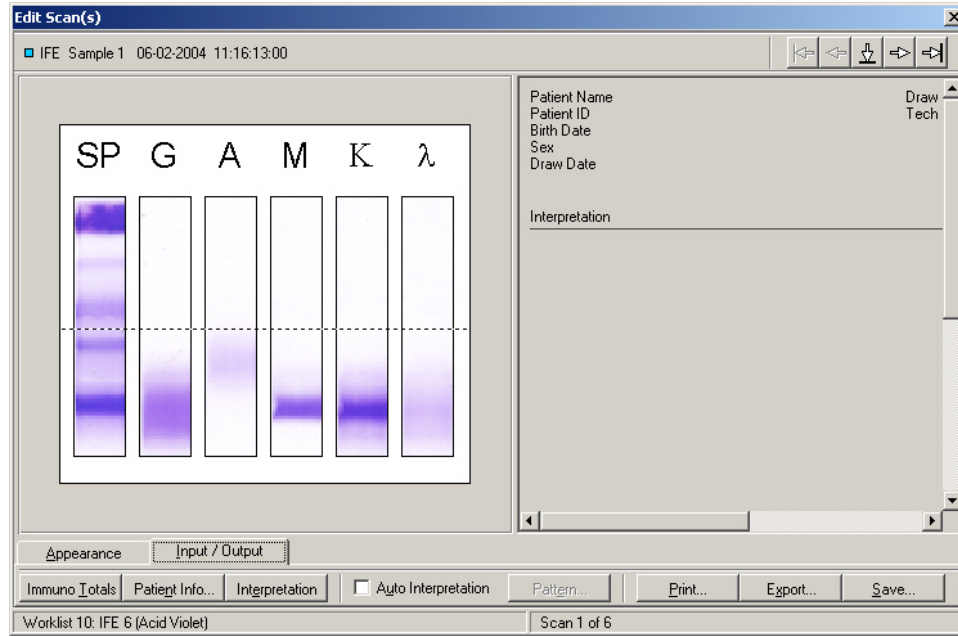 Edit Scan(s)
IFE Sample 1 06-02-2004 11:16:13:00
SP G A M K λ
Patient Name Draw
Patient ID Tech
Birth Date
Sex
Draw Date
Interpretation
Appearance Input / Output
Immuno Totals Patient Info... Interpretation Auto Interpretation Pattern... Print... Export... Save...
Worklist 10: IFE 6 (Acid Violet) Scan 1 of 6